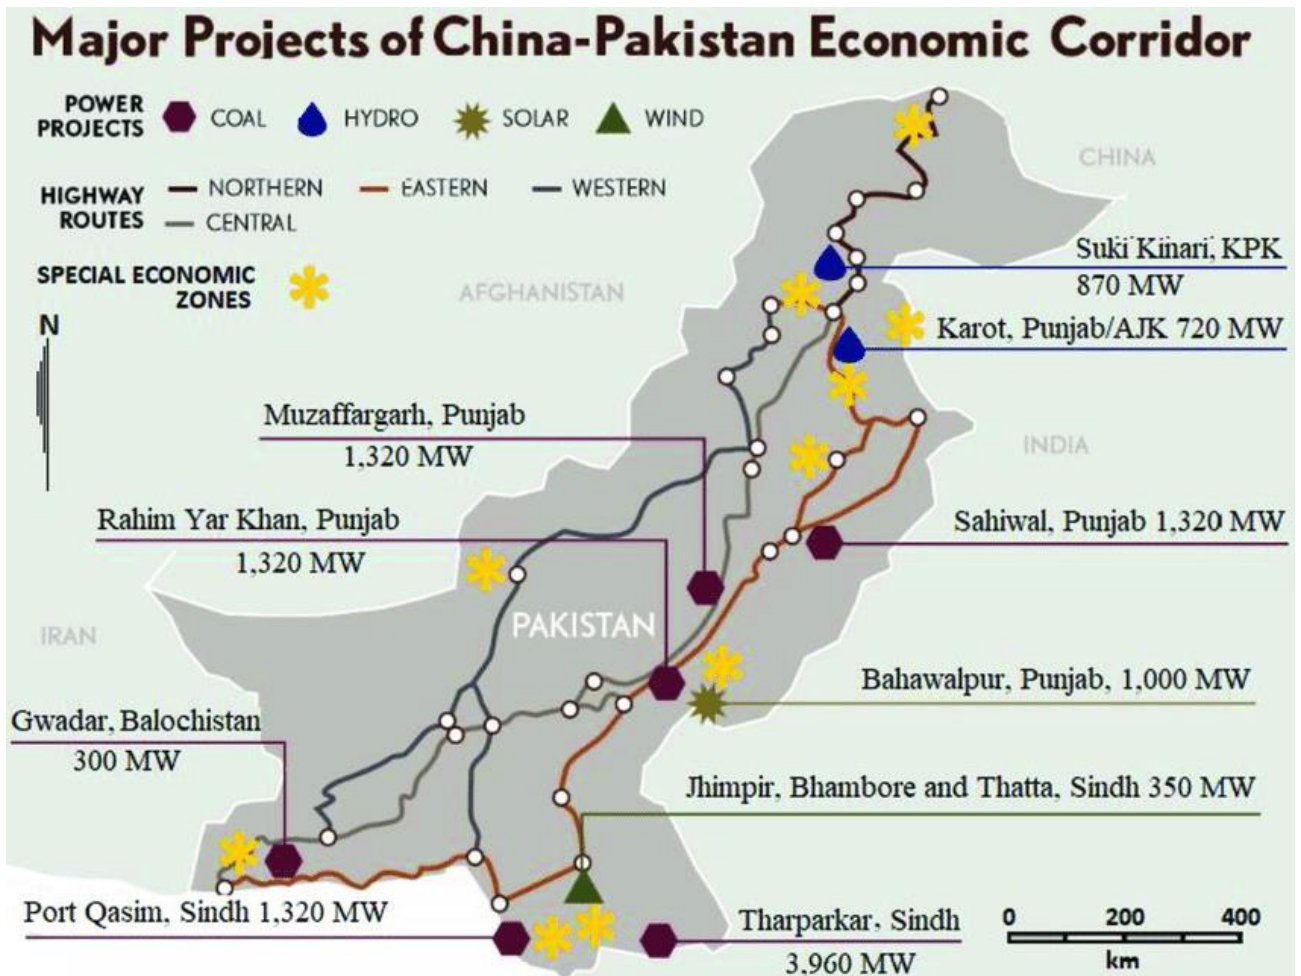 Major Projects of China-Pakistan Economic Corridor
POWER PROJECTS
COAL
HYDRO
SOLAR
WIND
HIGHWAY ROUTES
NORTHERN
EASTERN
WESTERN
CENTRAL
SPECIAL ECONOMIC ZONES
N
CHINA
AFGHANISTAN
Suki Kinari, KPK
870 MW
Karot, Punjab/AJK 720 MW
Muzaffargarh, Punjab
1,320 MW
INDIA
Rahim Yar Khan, Punjab
1,320 MW
Sahiwal, Punjab 1,320 MW
PAKISTAN
IRAN
Bahawalpur, Punjab, 1,000 MW
Gwadar, Balochistan
300 MW
Jhimpir, Bhambore and Thatta, Sindh 350 MW
Port Qasim, Sindh 1,320 MW
Tharparkar, Sindh
3,960 MW
0 200 400
km